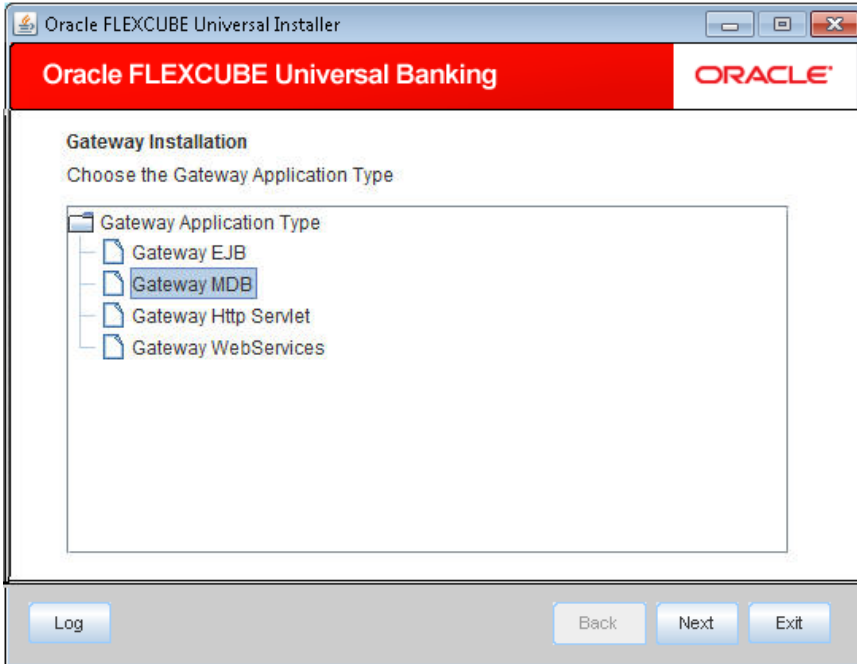 Oracle FLEXCUBE Universal Installer
Oracle FLEXCUBE Universal Banking
ORACLE
Gateway Installation
Choose the Gateway Application Type
Gateway Application Type
Gateway EJB
Gateway MDB
Gateway Http Servlet
Gateway WebServices
Log Back Next Exit